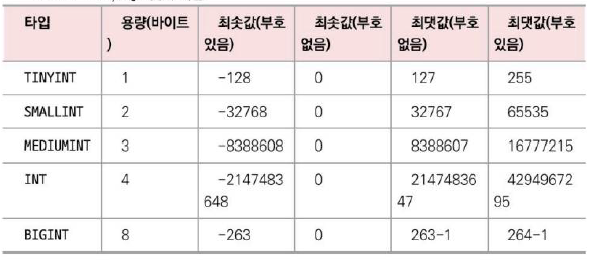 타입 용량(바이트) 최솟값(부호 있음) 최솟값(부호 없음) 최댓값(부호 없음) 최댓값(부호 있음)
TINYINT 1 -128 0 127 255
SMALLINT 2 -32768 0 32767 65535
MEDIUMINT 3 -8388608 0 8388607 16777215
INT 4 -2147483648 0 2147483647 4294967295
BIGINT 8 -263 0 263-1 264-1